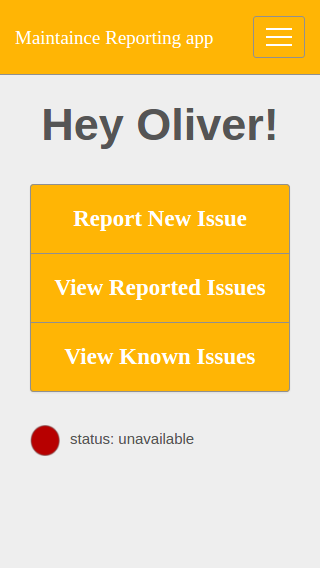 Maintaince Reporting app
Hey Oliver!
Report New Issue
View Reported Issues
View Known Issues
status: unavailable